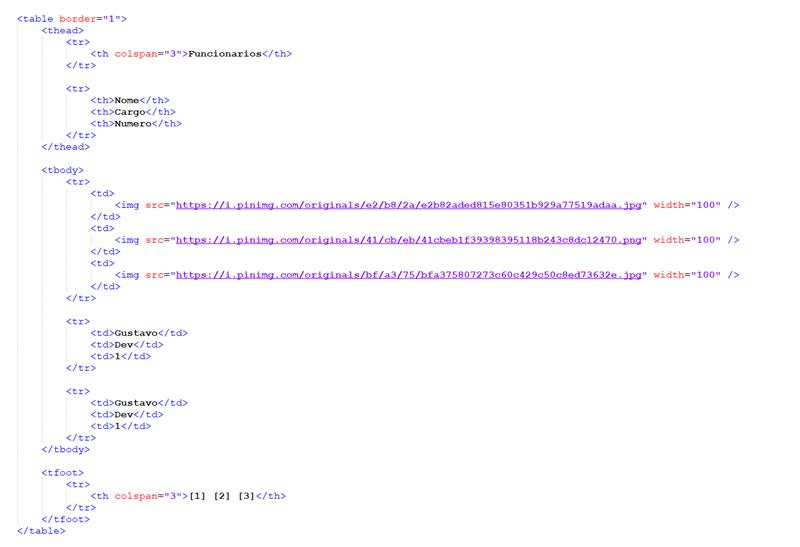 <table border="1">
<thead>
<tr>
<th colspan="3">Funcionarios</th>
</tr>
<tr>
<th>Nome</th>
<th>Cargo</th>
<th>Numero</th>
</tr>
</thead>
<tbody>
<tr>
<td>
<img src="https://i.pinimg.com/originals/e2/b8/2a/e2b82aded815e80351b929a77519adaa.jpg" width="100" />
</td>
<td>
<img src="https://i.pinimg.com/originals/41/cb/eb/41cbeb1f39398395118b243c8dc12470.png" width="100" />
</td>
<td>
<img src="https://i.pinimg.com/originals/bf/a3/75/bfa375807273c60c429c50c8ed73632e.jpg" width="100" />
</td>
</tr>
<tr>
<td>Gustavo</td>
<td>Dev</td>
<td>1</td>
</tr>
<tr>
<td>Gustavo</td>
<td>Dev</td>
<td>1</td>
</tr>
</tbody>
<tfoot>
<tr>
<th colspan="3">[1] [2] [3]</th>
</tr>
</tfoot>
</table>